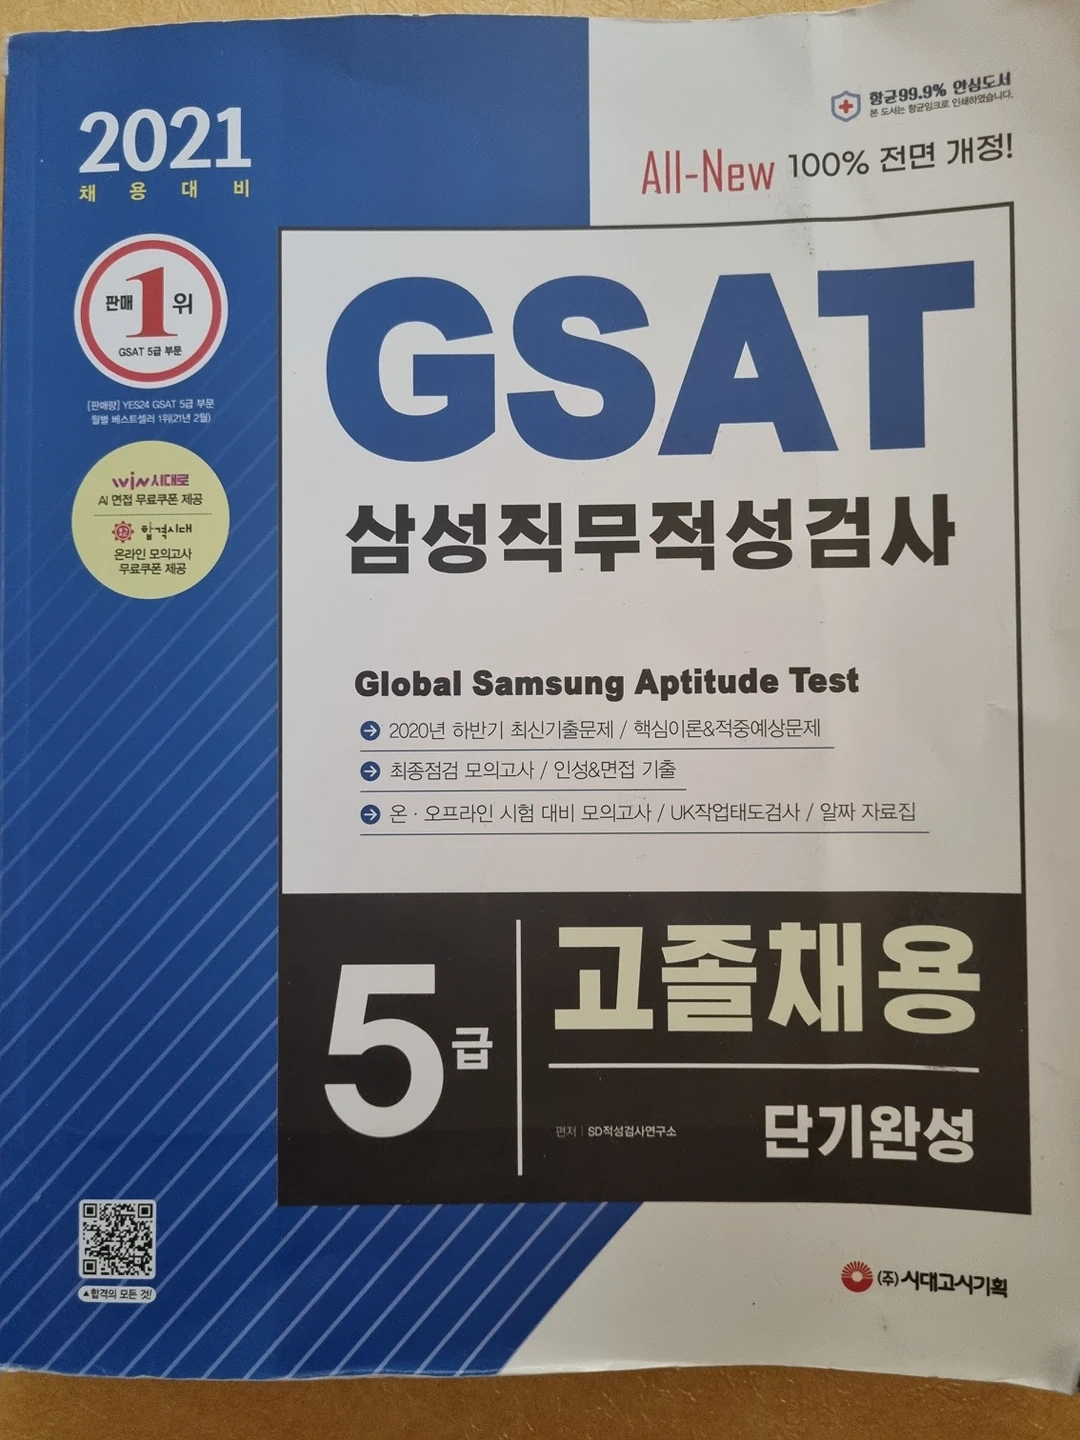 2021
채용대비
항균99.9% 안심도서
본 도서는 항균잉크로 인쇄하였습니다.
All-New 100% 전면 개정!
판매 1위
GSAT 5급 부문
[판매량] YES24 GSAT 5급 부문
월별 베스트셀러 1위(21년 2월)
win시대로
AI 면접 무료쿠폰 제공
합격시대
온라인 모의고사
무료쿠폰 제공
GSAT
삼성직무적성검사
Global Samsung Aptitude Test
2020년 하반기 최신기출문제 / 핵심이론&적중예상문제
최종점검 모의고사 / 인성&면접 기출
온·오프라인 시험 대비 모의고사 / UK작업태도검사 / 알짜 자료집
5급
고졸채용
편저 | SD적성검사연구소
단기완성
▲합격의 모든 것!
(주)시대고시기획